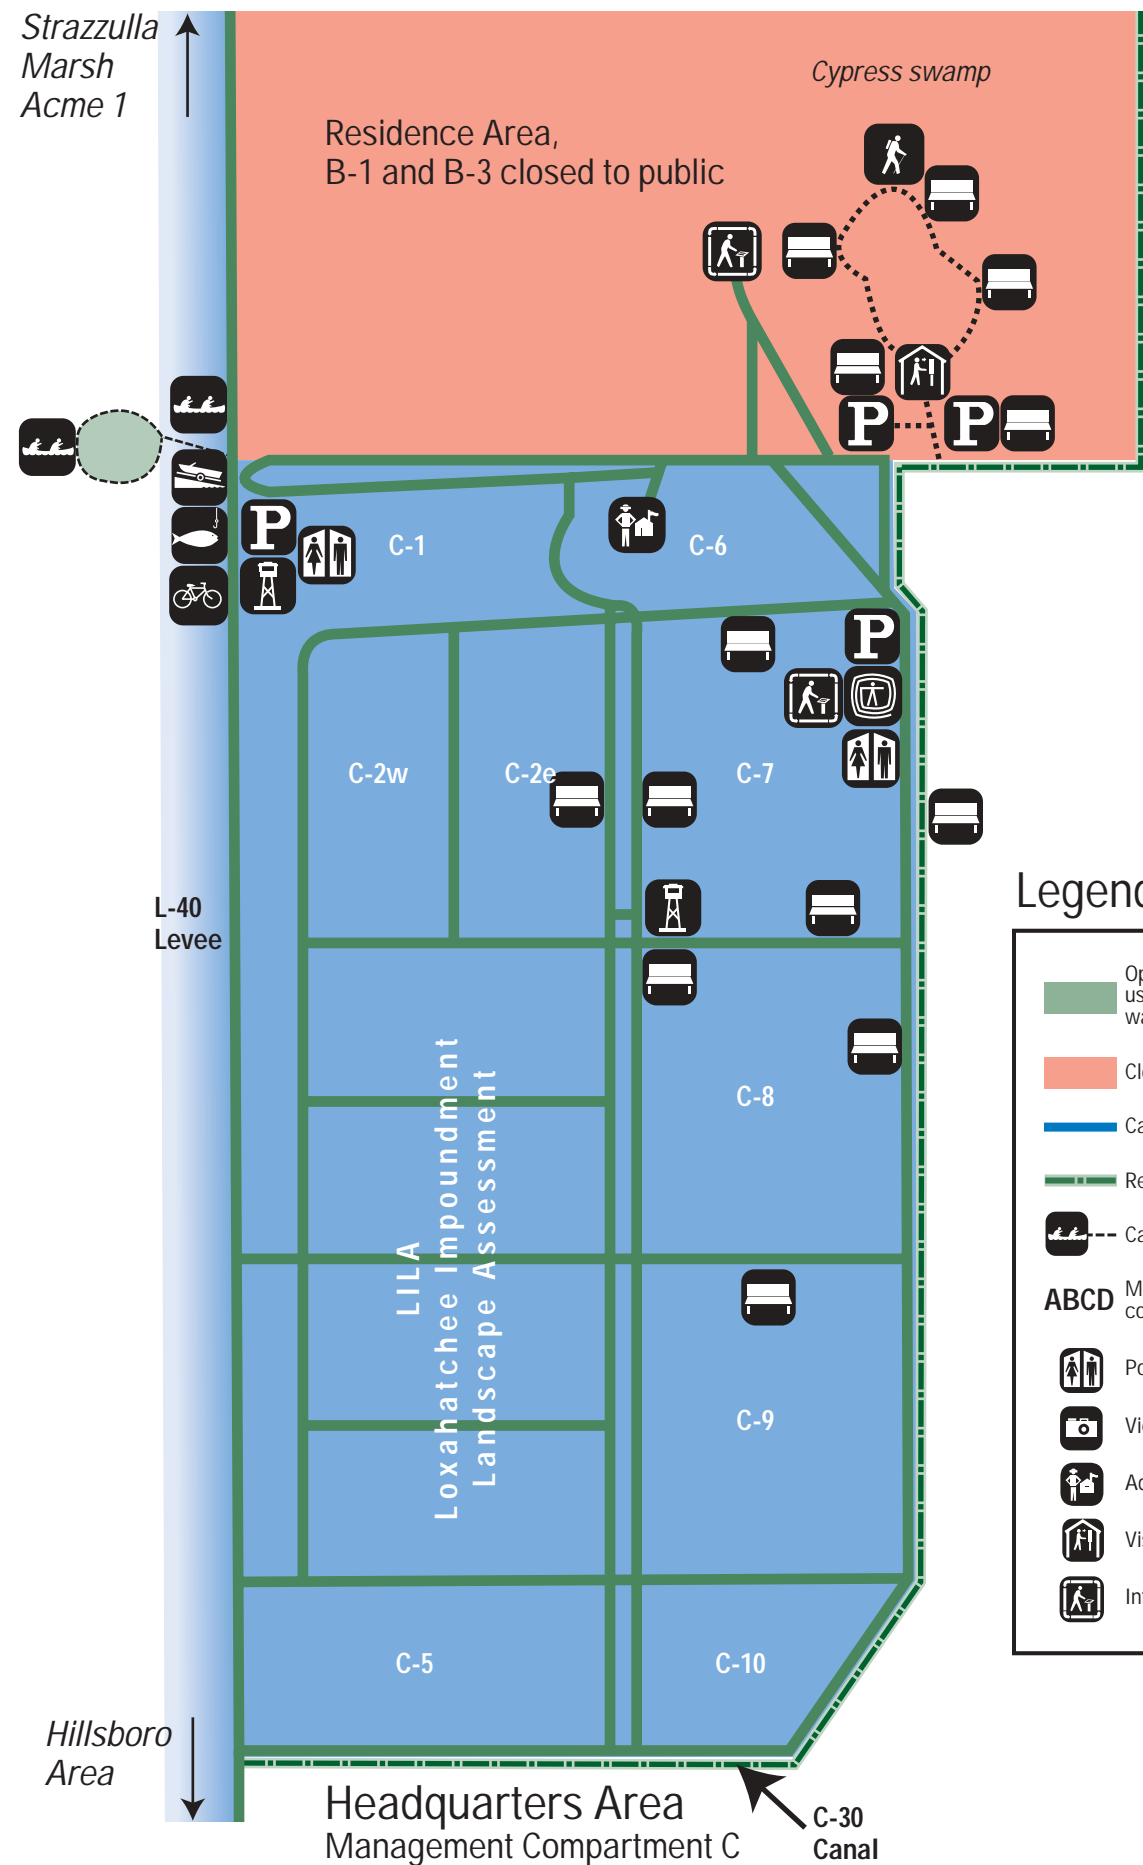 Strazzulla
Marsh
Acme 1
Cypress swamp
Residence Area,
B-1 and B-3 closed to public
P
P
P
C-1
C-6
P
C-2w
C-2e
C-7
L-40
Levee
C-8
LILA
Loxahatchee Impoundment
Landscape Assessment
C-9
C-5
C-10
Hillsboro
Area
Headquarters Area
Management Compartment C
C-30
Canal
Legend
ABCD